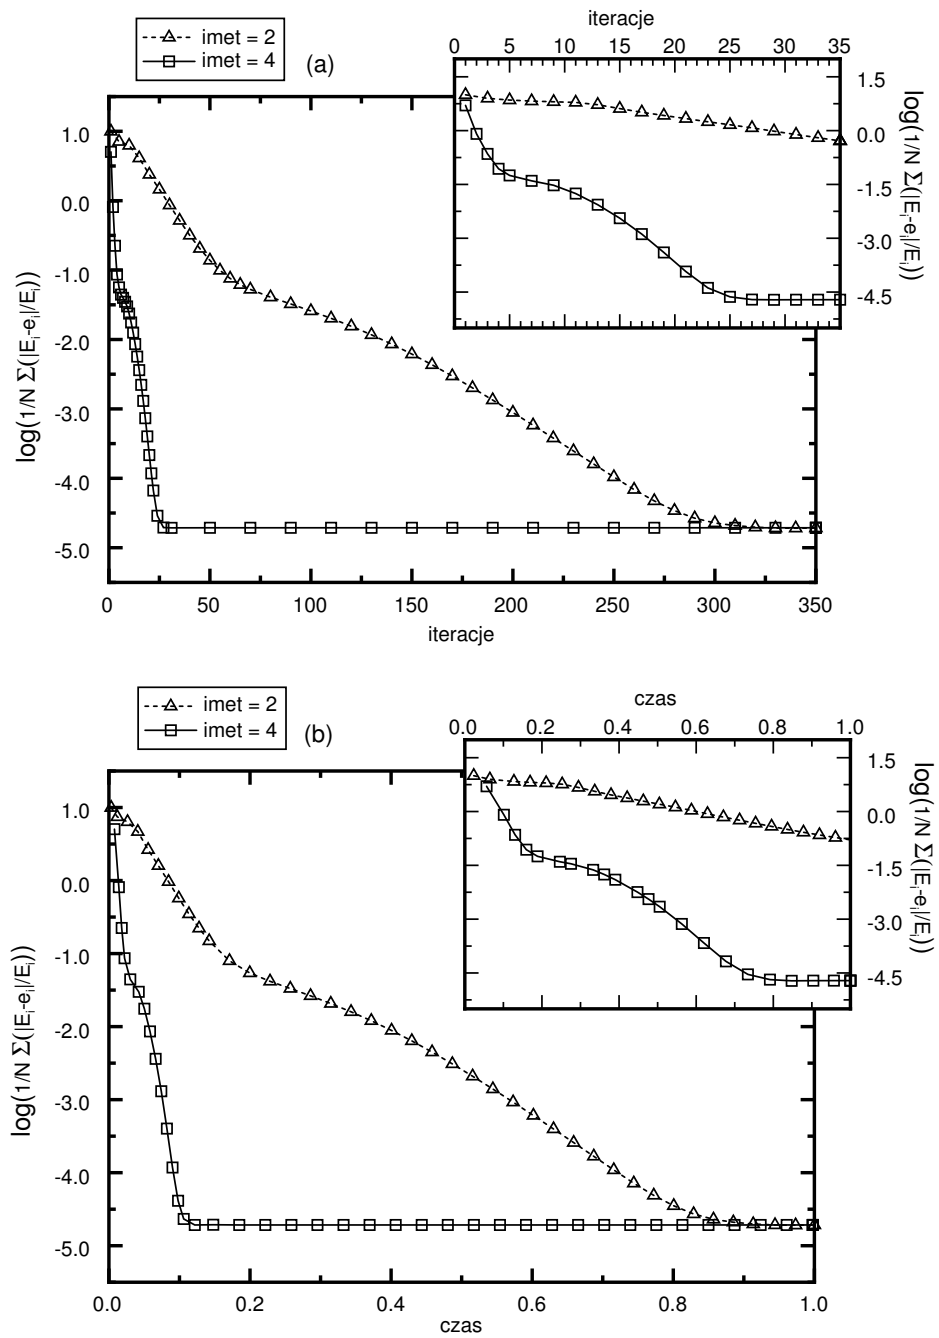 imet = 2
imet = 4
(a)
iteracje
0 5 10 15 20 25 30 35
1.5
0.0
-1.5
-3.0
-4.5
log(1/N Σ(|E_i-e_i|/E_i))
1.0
0.0
-1.0
-2.0
-3.0
-4.0
-5.0
log(1/N Σ(|E_i-e_i|/E_i))
0 50 100 150 200 250 300 350
iteracje
imet = 2
imet = 4
(b)
czas
0.0 0.2 0.4 0.6 0.8 1.0
1.5
0.0
-1.5
-3.0
-4.5
log(1/N Σ(|E_i-e_i|/E_i))
1.0
0.0
-1.0
-2.0
-3.0
-4.0
-5.0
log(1/N Σ(|E_i-e_i|/E_i))
0.0 0.2 0.4 0.6 0.8 1.0
czas